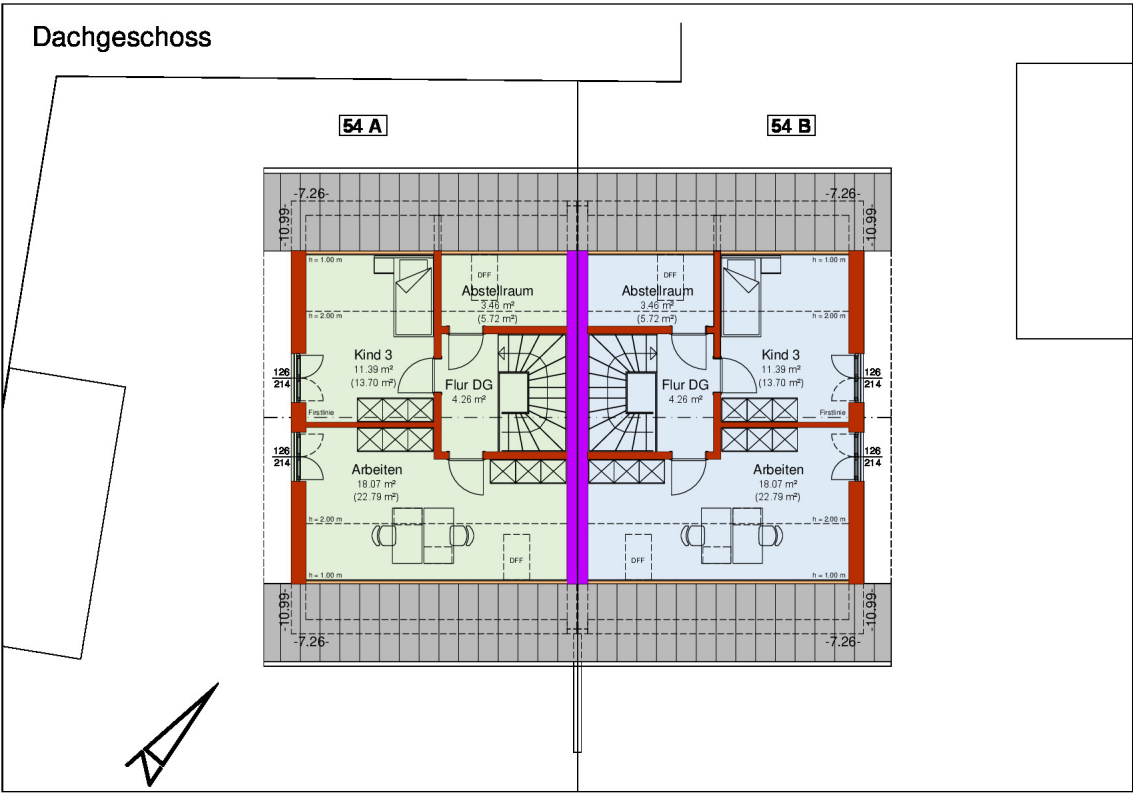 Dachgeschoss
54 A
54 B
-7.26-
-7.26-
-10.99-
-10.99-
h = 1.00 m
h = 1.00 m
DFF
DFF
Abstellraum
3.46 m²
(5.72 m²)
Abstellraum
3.46 m²
(5.72 m²)
h = 2.00 m
h = 2.00 m
Kind 3
11.39 m²
(13.70 m²)
Kind 3
11.39 m²
(13.70 m²)
126
214
126
214
Flur DG
4.26 m²
Flur DG
4.26 m²
Firstlinie
Firstlinie
126
214
126
214
Arbeiten
18.07 m²
(22.79 m²)
Arbeiten
18.07 m²
(22.79 m²)
h = 2.00 m
h = 2.00 m
DFF
DFF
h = 1.00 m
h = 1.00 m
-10.99-
-10.99-
-7.26-
-7.26-